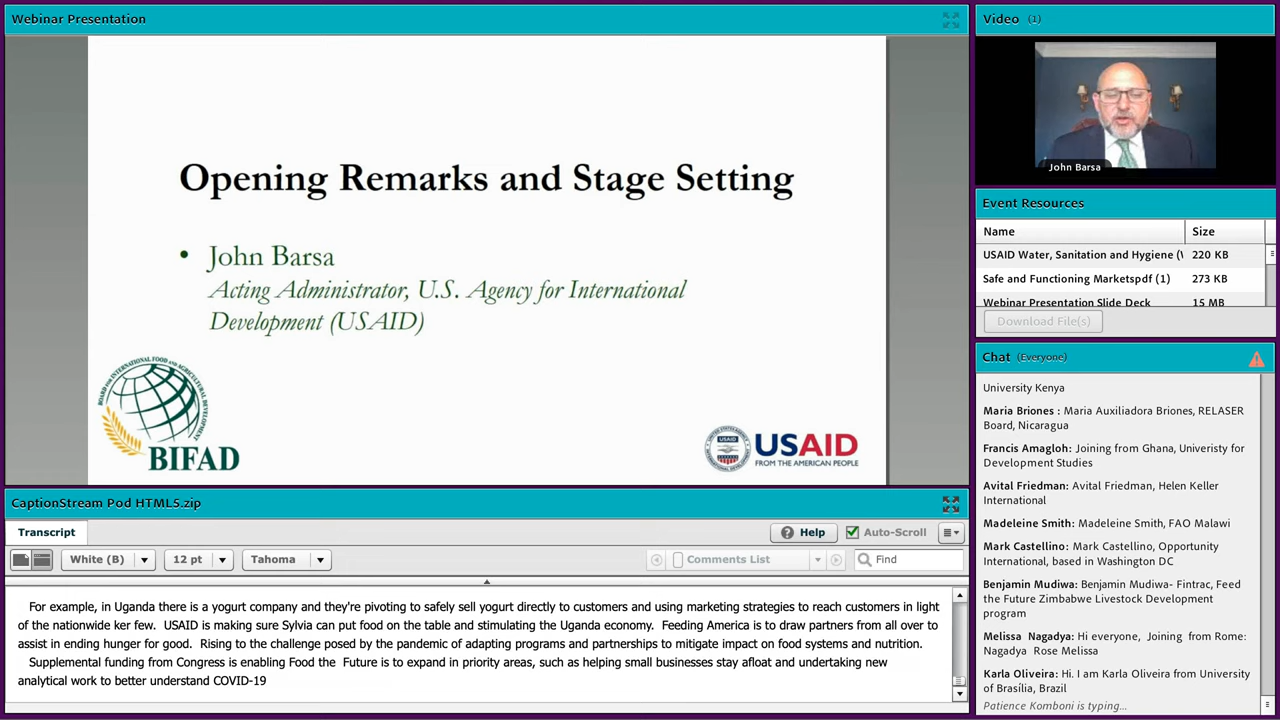 Webinar Presentation
Opening Remarks and Stage Setting
• John Barsa
Acting Administrator, U.S. Agency for International
Development (USAID)
BOARD FOR INTERNATIONAL FOOD AND AGRICULTURAL DEVELOPMENT
BIFAD
USAID
USAID
FROM THE AMERICAN PEOPLE
CaptionStream Pod HTML5.zip
Transcript
Help
Auto-Scroll
White (B)
12 pt
Tahoma
Comments List
Find
For example, in Uganda there is a yogurt company and they're pivoting to safely sell yogurt directly to customers and using marketing strategies to reach customers in light
of the nationwide ker few. USAID is making sure Sylvia can put food on the table and stimulating the Uganda economy. Feeding America is to draw partners from all over to
assist in ending hunger for good. Rising to the challenge posed by the pandemic of adapting programs and partnerships to mitigate impact on food systems and nutrition.
Supplemental funding from Congress is enabling Food the Future is to expand in priority areas, such as helping small businesses stay afloat and undertaking new
analytical work to better understand COVID-19
Video (1)
John Barsa
Event Resources
Name Size
USAID Water, Sanitation and Hygiene (\ 220 KB
Safe and Functioning Marketspdf (1) 273 KB
Webinar Presentation Slide Deck 15 MB
Download File(s)
Chat (Everyone)
University Kenya
Maria Briones : Maria Auxiliadora Briones, RELASER
Board, Nicaragua
Francis Amagloh: Joining from Ghana, Univeristy for
Development Studies
Avital Friedman: Avital Friedman, Helen Keller
International
Madeleine Smith: Madeleine Smith, FAO Malawi
Mark Castellino: Mark Castellino, Opportunity
International, based in Washington DC
Benjamin Mudiwa: Benjamin Mudiwa- Fintrac, Feed
the Future Zimbabwe Livestock Development
program
Melissa Nagadya: Hi everyone, Joining from Rome:
Nagadya Rose Melissa
Karla Oliveira: Hi. I am Karla Oliveira from University
of Brasília, Brazil
Patience Komboni is typing...